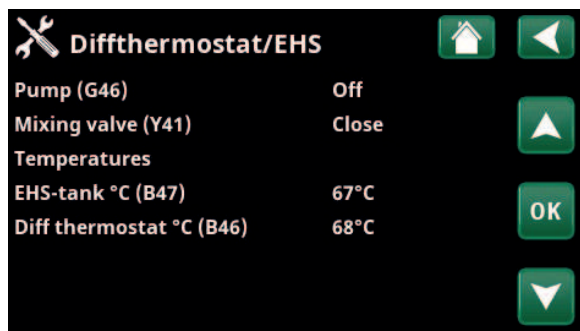 Diffthermostat/EHS
Pump (G46) Off
Mixing valve (Y41) Close
Temperatures
EHS-tank °C (B47) 67°C
Diff thermostat °C (B46) 68°C
OK